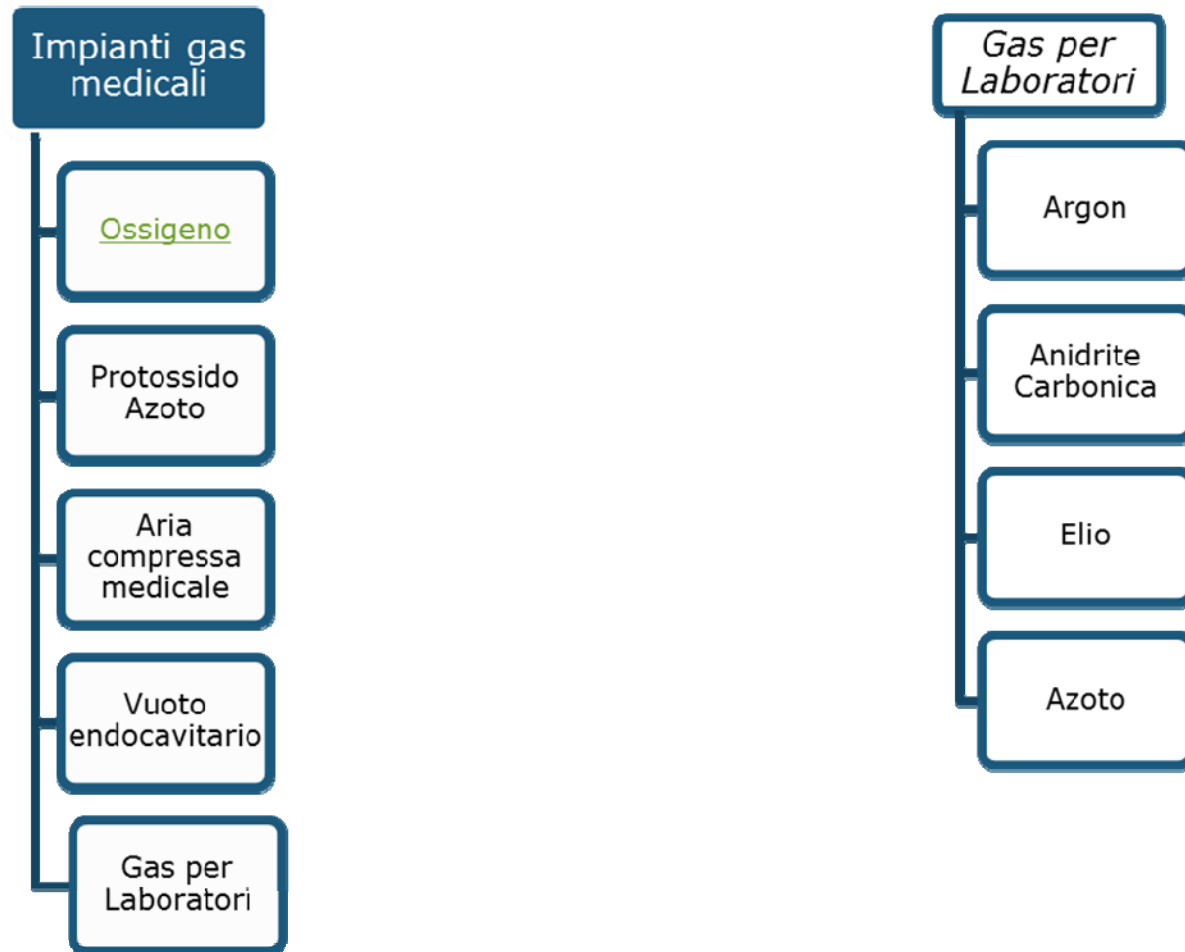 Impianti gas
medicali
Ossigeno
Protossido
Azoto
Aria
compressa
medicale
Vuoto
endocavitario
Gas per
Laboratori
Gas per
Laboratori
Argon
Anidrite
Carbonica
Elio
Azoto